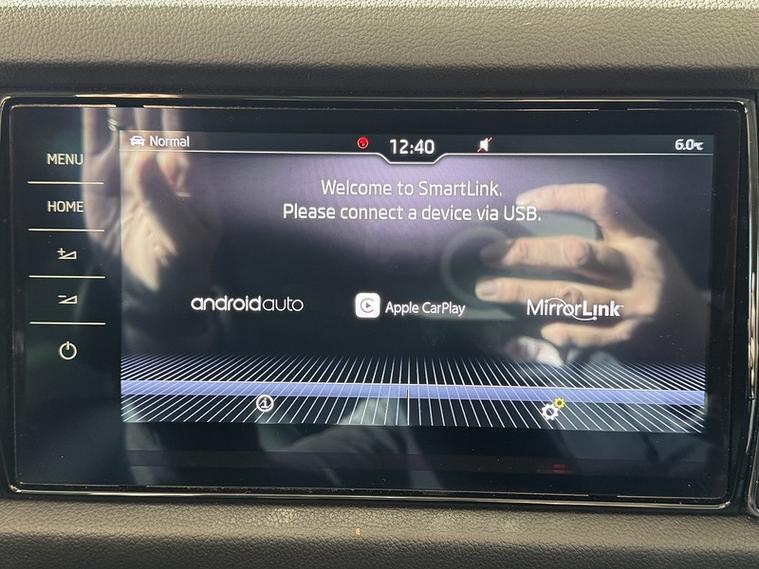 MENU
HOME
Normal
12:40
6.0°C
Welcome to SmartLink.
Please connect a device via USB.
androidauto
Apple CarPlay
MirrorLink